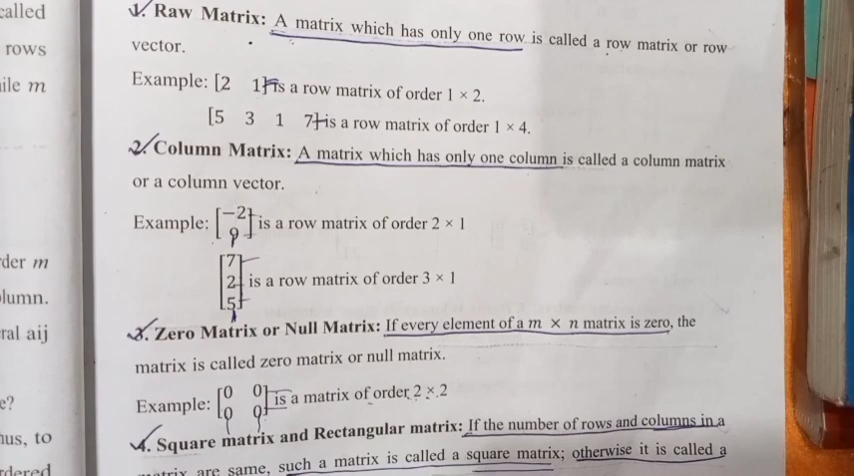 called
rows
ile m
der m
lumn.
ral aij
e?
hus, to
rdered
1. Raw Matrix: A matrix which has only one row is called a row matrix or row
vector.
Example: [2 1] is a row matrix of order 1 × 2.
[5 3 1 7] is a row matrix of order 1 × 4.
2. Column Matrix: A matrix which has only one column is called a column matrix
or a column vector.
Example: [−2 9] is a row matrix of order 2 × 1
[7 2 5] is a row matrix of order 3 × 1
3. Zero Matrix or Null Matrix: If every element of a m × n matrix is zero, the
matrix is called zero matrix or null matrix.
Example: [0 0 0 0] is a matrix of order 2 × 2
4. Square matrix and Rectangular matrix: If the number of rows and columns in a
matrix are same, such a matrix is called a square matrix; otherwise it is called a